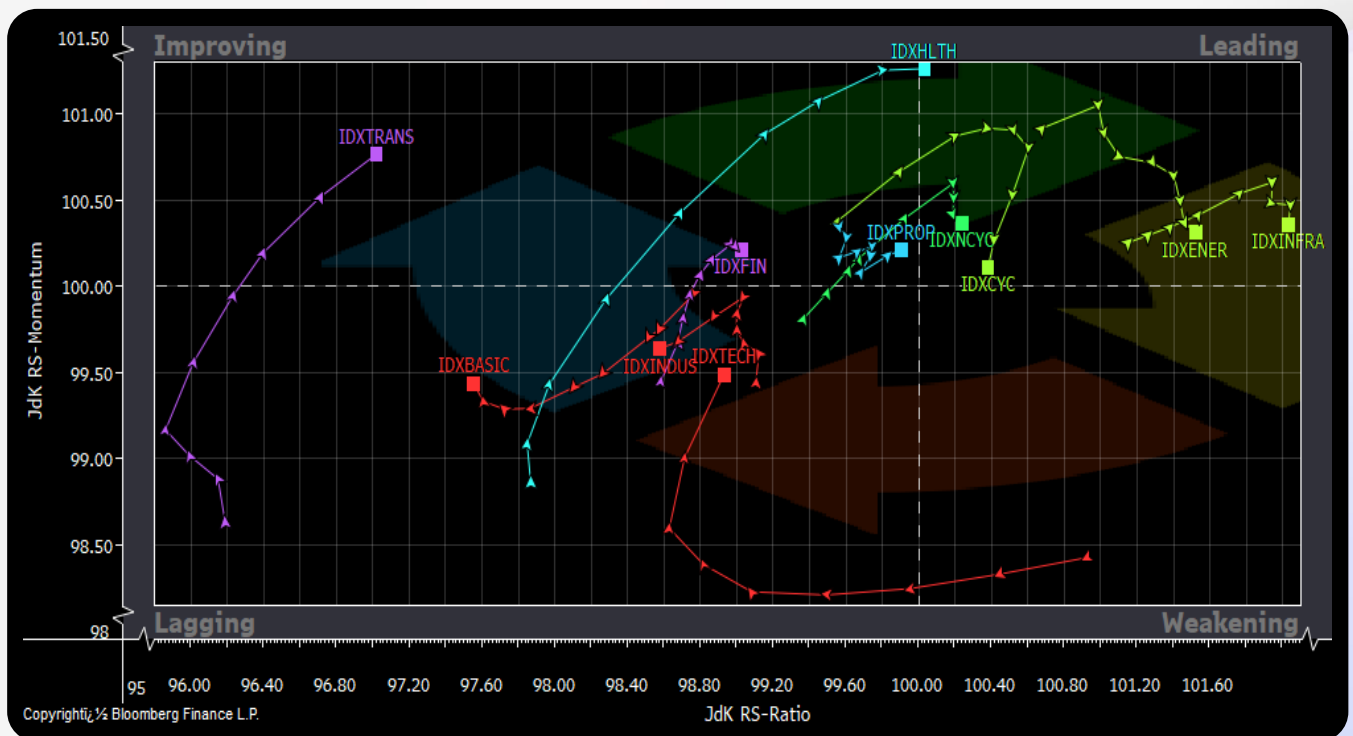 101.50
Improving
Leading
IDXHLTH
101.00
IDXTRANS
100.50
IDXPROP
IDXNCYC
IDXFIN
IDXENER
IDXINFRA
IDXCYC
100.00
JdK RS-Momentum
99.50
IDXBASIC
IDXINDUS
IDXTECH
99.00
98.50
98
Lagging
Weakening
95
96.00 96.40 96.80 97.20 97.60 98.00 98.40 98.80 99.20 99.60 100.00 100.40 100.80 101.20 101.60
JdK RS-Ratio
Copyrightï¿½ Bloomberg Finance L.P.